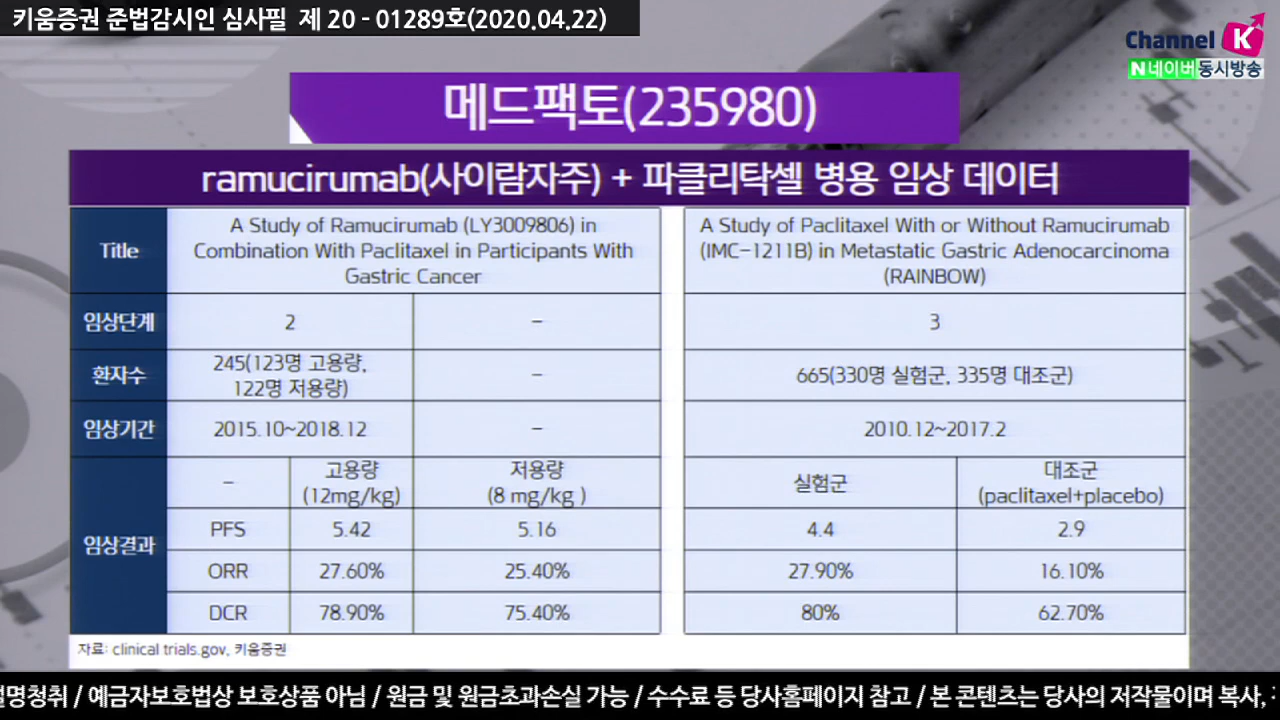 키움증권 준법감시인 심사필 제 20 - 01289호(2020.04.22)
Channel K
N 네이버 동시방송
메드팩토(235980)
ramucirumab(사이람자주) + 파클리탁셀 병용 임상 데이터
Title
A Study of Ramucirumab (LY3009806) in
Combination With Paclitaxel in Participants With
Gastric Cancer
A Study of Paclitaxel With or Without Ramucirumab
(IMC-1211B) in Metastatic Gastric Adenocarcinoma
(RAINBOW)
임상단계
2
-
3
환자수
245(123명 고용량,
122명 저용량)
-
665(330명 실험군, 335명 대조군)
임상기간
2015.10~2018.12
-
2010.12~2017.2
임상결과
-
고용량
(12mg/kg)
저용량
(8 mg/kg )
실험군
대조군
(paclitaxel+placebo)
PFS 5.42 5.16 4.4 2.9
ORR 27.60% 25.40% 27.90% 16.10%
DCR 78.90% 75.40% 80% 62.70%
자료: clinical trials.gov, 키움증권
설명청취 / 예금자보호법상 보호상품 아님 / 원금 및 원금초과손실 가능 / 수수료 등 당사홈페이지 참고 / 본 콘텐츠는 당사의 저작물이며 복사,